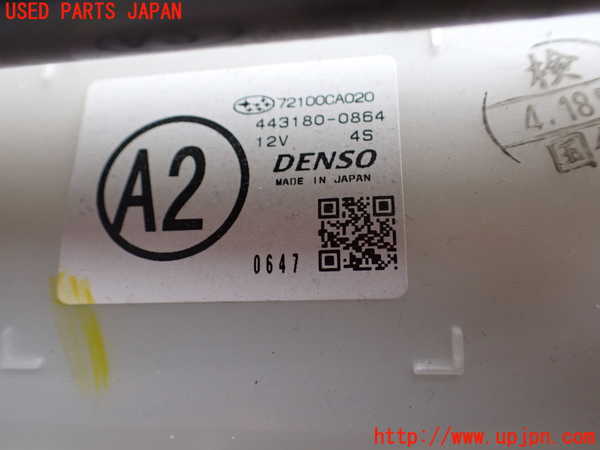 USED PARTS JAPAN
72100CA020
443180-0864
12V 4S
DENSO
MADE IN JAPAN
A2
0647
検
4.18
http://www.upjpn.com/